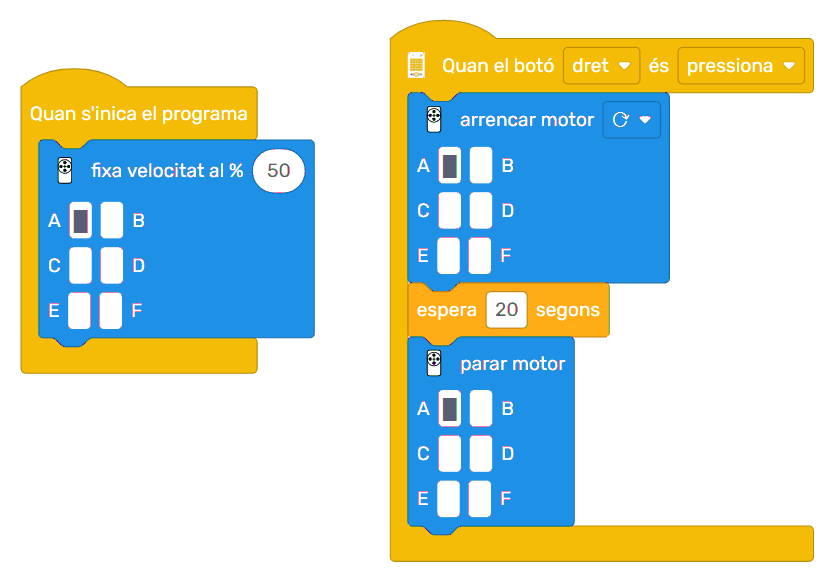 Quan s'inica el programa
fixa velocitat al % 50
A B
C D
E F
Quan el botó dret és pressiona
arrencar motor
A B
C D
E F
espera 20 segons
parar motor
A B
C D
E F